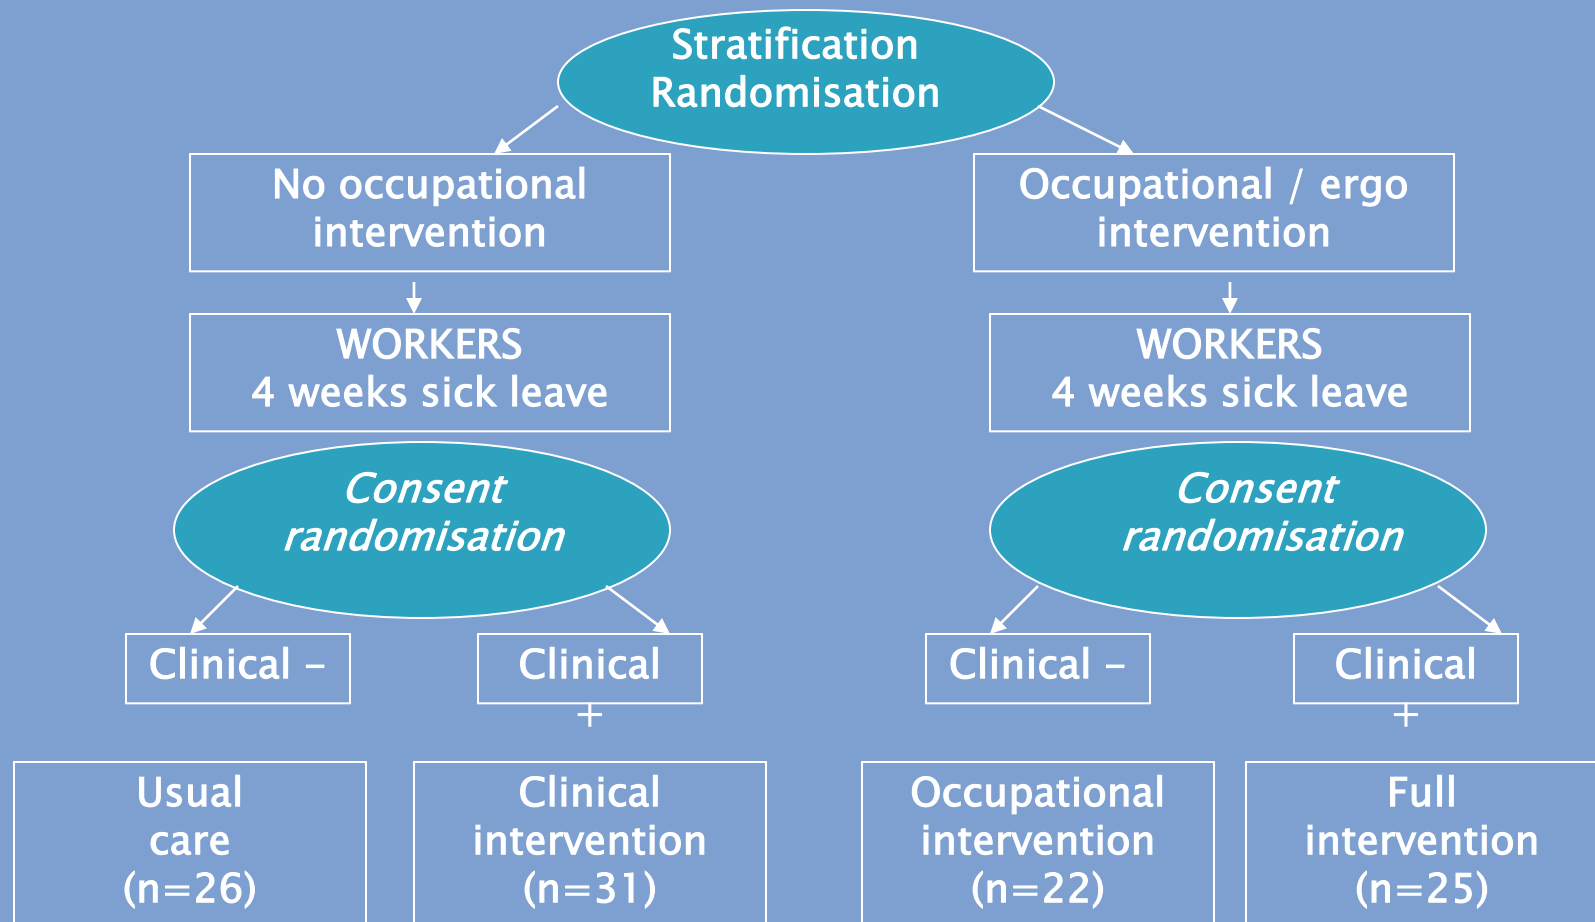 Stratification
Randomisation
No occupational
intervention
Occupational / ergo
intervention
WORKERS
4 weeks sick leave
WORKERS
4 weeks sick leave
Consent
randomisation
Consent
randomisation
Clinical –
Clinical
+
Clinical –
Clinical
+
Usual
care
(n=26)
Clinical
intervention
(n=31)
Occupational
intervention
(n=22)
Full
intervention
(n=25)